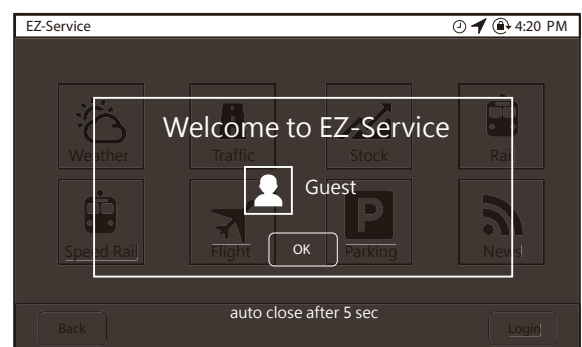 EZ-Service 4:20 PM
Welcome to EZ-Service
Weather Traffic Stock Rail
Guest
P
Speed Rail Flight OK Parking News
auto close after 5 sec
Back Login